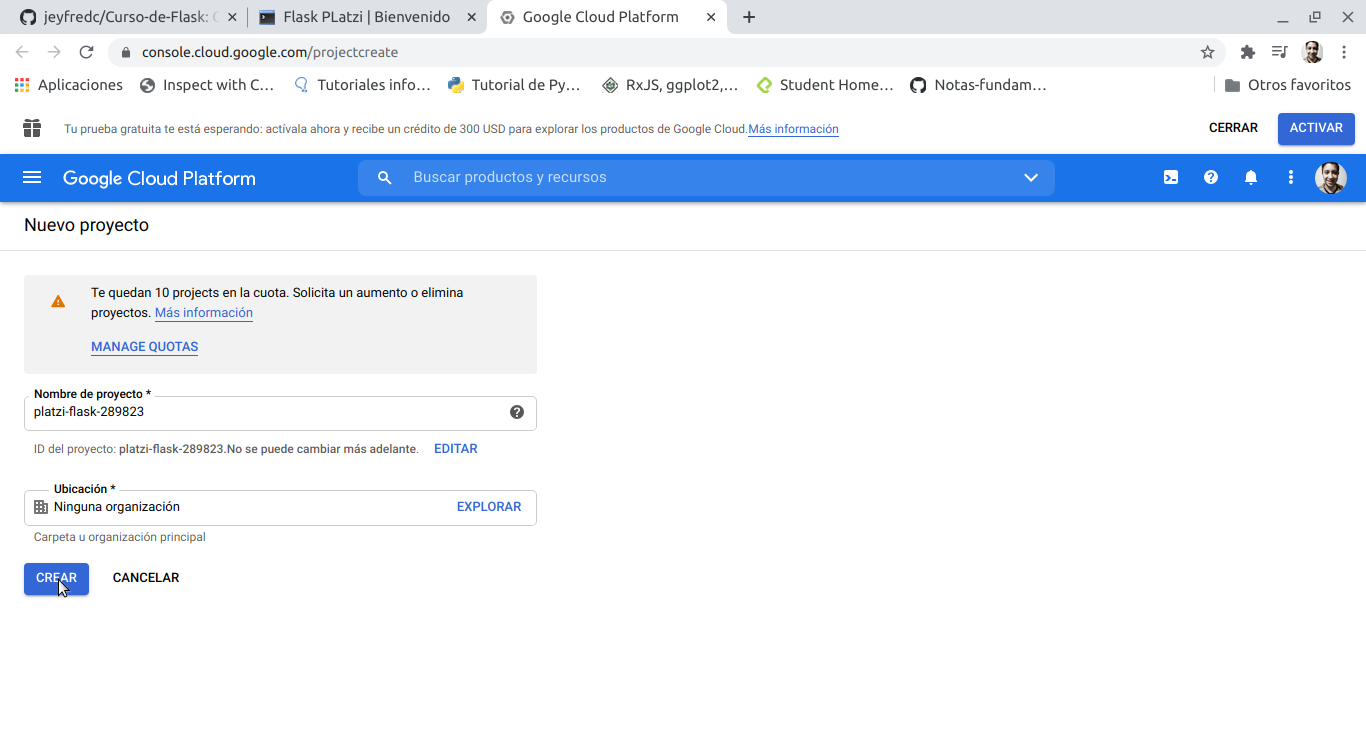 jeyfredc/Curso-de-Flask: C
Flask PLatzi | Bienvenido
Google Cloud Platform
console.cloud.google.com/projectcreate
Aplicaciones
Inspect with C...
Tutoriales info...
Tutorial de Py...
RxJS, ggplot2,...
Student Home...
Notas-fundam...
Otros favoritos
Tu prueba gratuita te está esperando: actívala ahora y recibe un crédito de 300 USD para explorar los productos de Google Cloud.Más información
CERRAR
ACTIVAR
Google Cloud Platform
Buscar productos y recursos
Nuevo proyecto
Te quedan 10 projects en la cuota. Solicita un aumento o elimina
proyectos. Más información
MANAGE QUOTAS
Nombre de proyecto *
platzi-flask-289823
ID del proyecto: platzi-flask-289823.No se puede cambiar más adelante. EDITAR
Ubicación *
Ninguna organización
EXPLORAR
Carpeta u organización principal
CREAR
CANCELAR